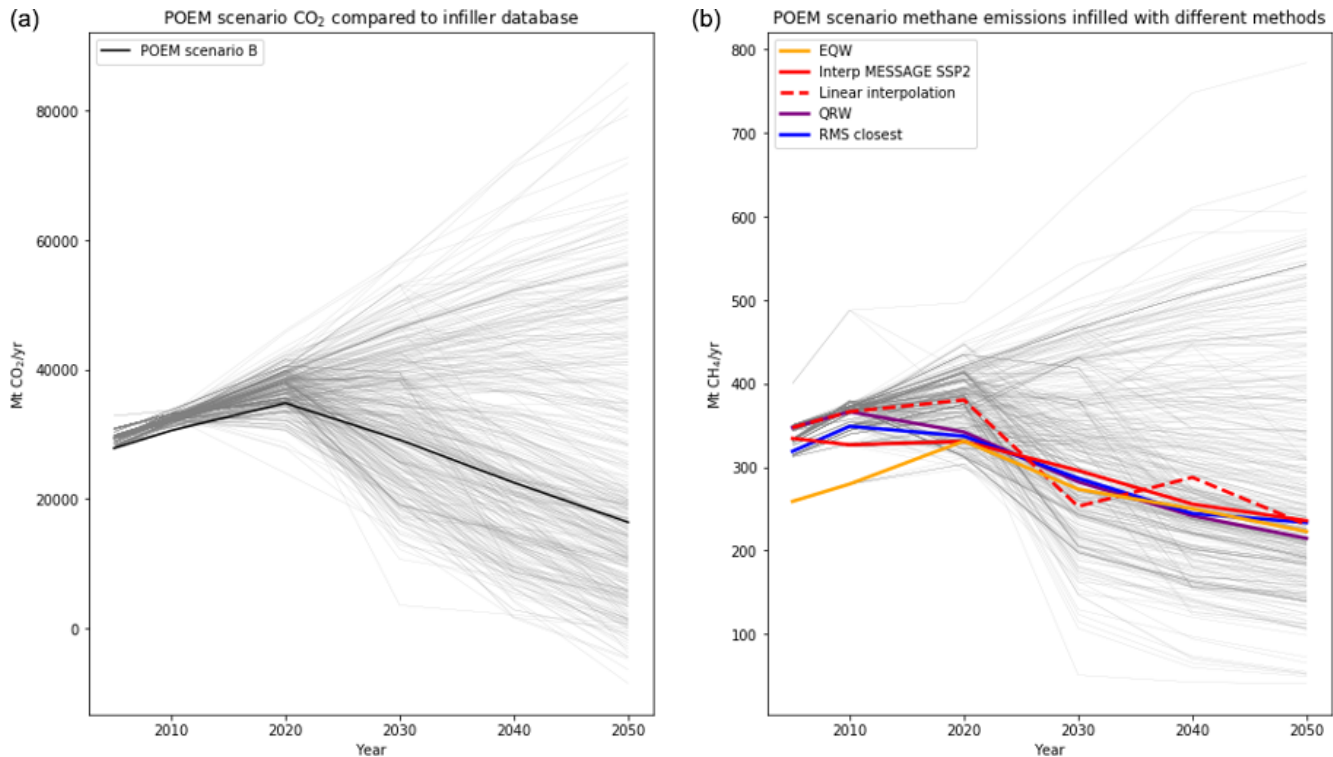 (a)
POEM scenario CO₂ compared to infiller database
POEM scenario B
80000
60000
40000
20000
0
Mt CO₂/yr
2010
2020
2030
2040
2050
Year
(b)
POEM scenario methane emissions infilled with different methods
EQW
Interp MESSAGE SSP2
Linear interpolation
QRW
RMS closest
800
700
600
500
400
300
200
100
Mt CH₄/yr
2010
2020
2030
2040
2050
Year